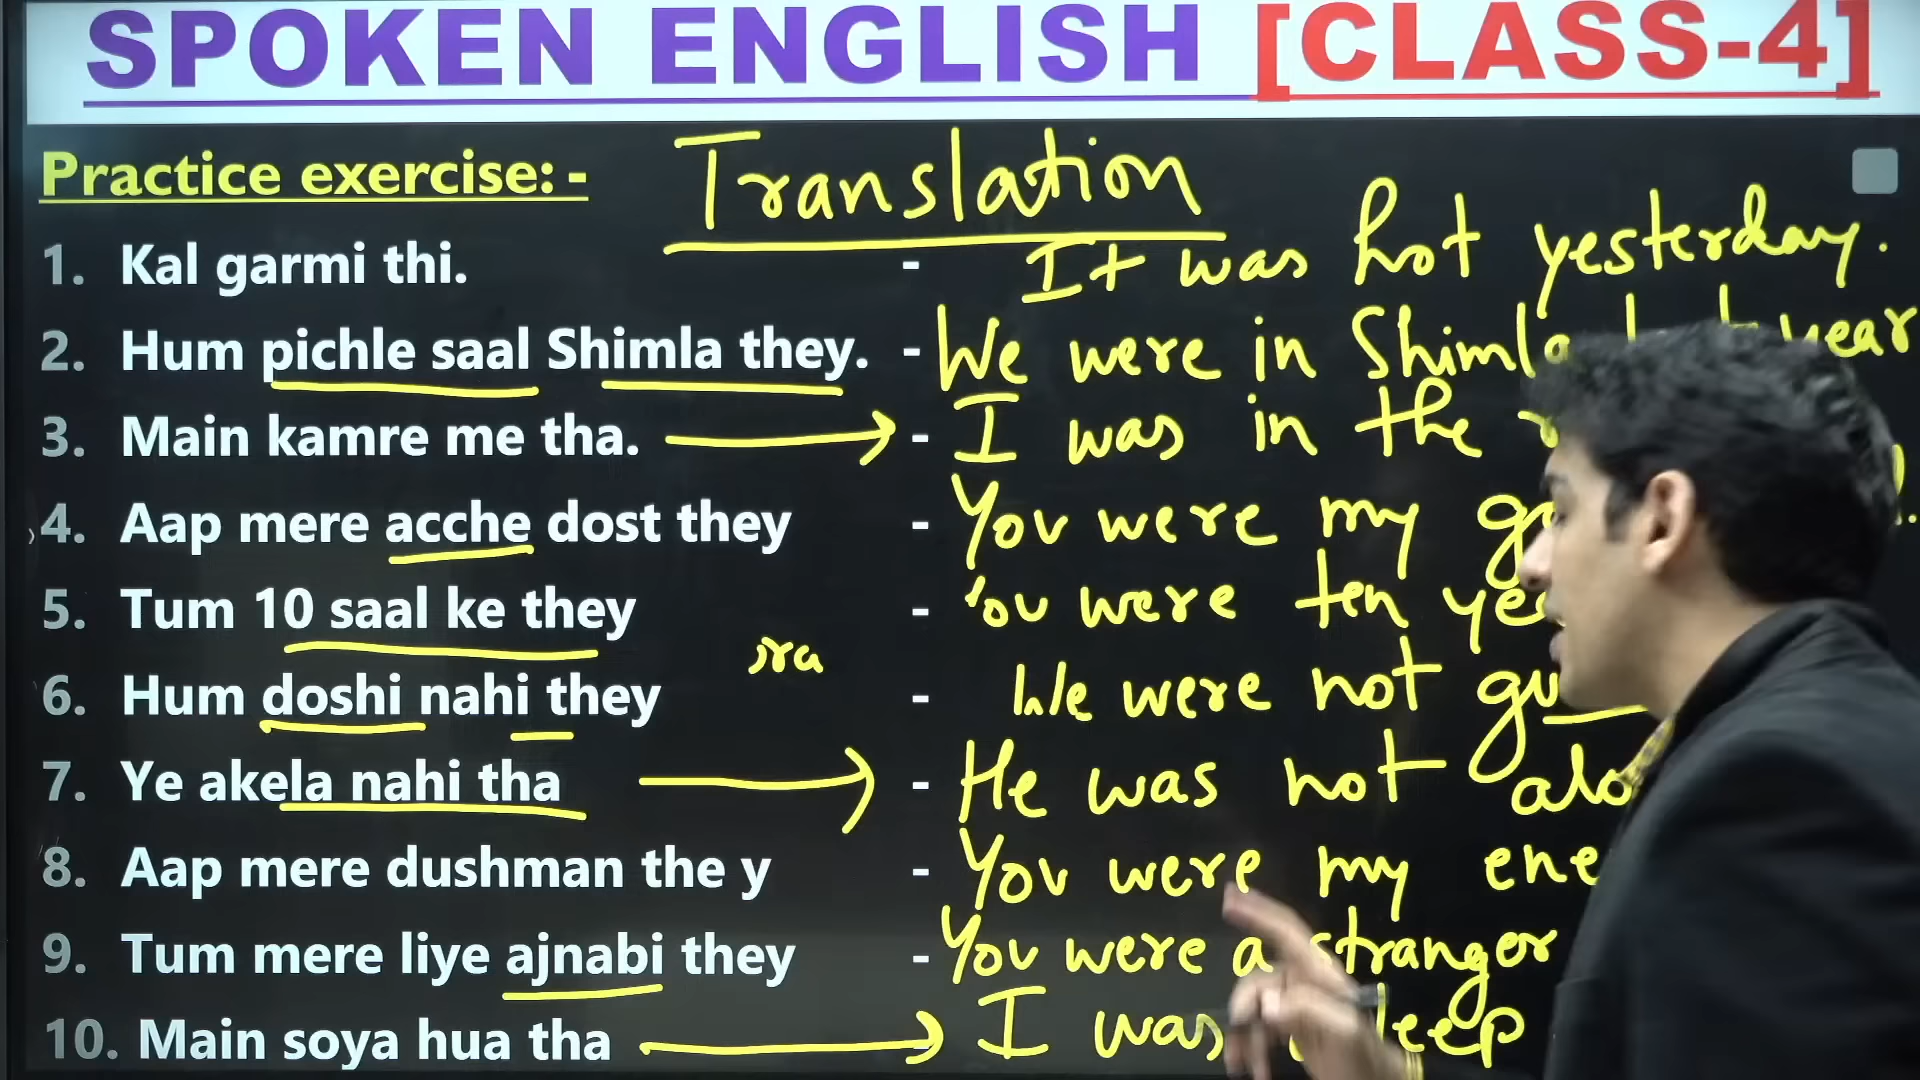 SPOKEN ENGLISH [CLASS-4]
Practice exercise: - Translation
1. Kal garmi thi. - It was hot yesterday.
2. Hum pichle saal Shimla they. - We were in Shimla year
3. Main kamre me tha. - I was in the
4. Aap mere acche dost they - You were my
5. Tum 10 saal ke they - You were ten
6. Hum doshi nahi they - We were not
7. Ye akela nahi tha - He was not
8. Aap mere dushman the y - You were my
9. Tum mere liye ajnabi they - You were a stranger
10. Main soya hua tha I was